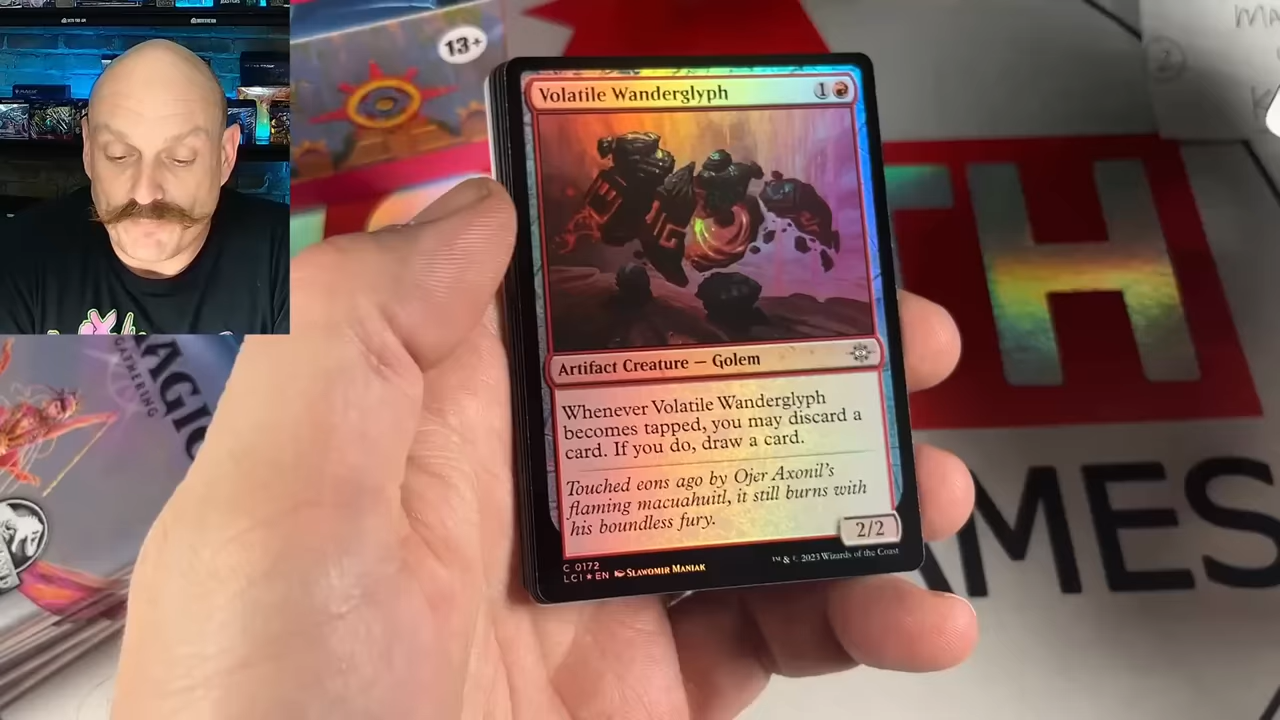 13+
Volatile Wanderglyph 1
Artifact Creature — Golem
Whenever Volatile Wanderglyph
becomes tapped, you may discard a
card. If you do, draw a card.
Touched eons ago by Ojer Axonil's
flaming macuahuitl, it still burns with
his boundless fury.
2/2
C 0172
LCI★EN SLAWOMIR MANIAK
™ & © 2023 Wizards of the Coast
MAGIC
GATHERING
TH
AMES
2